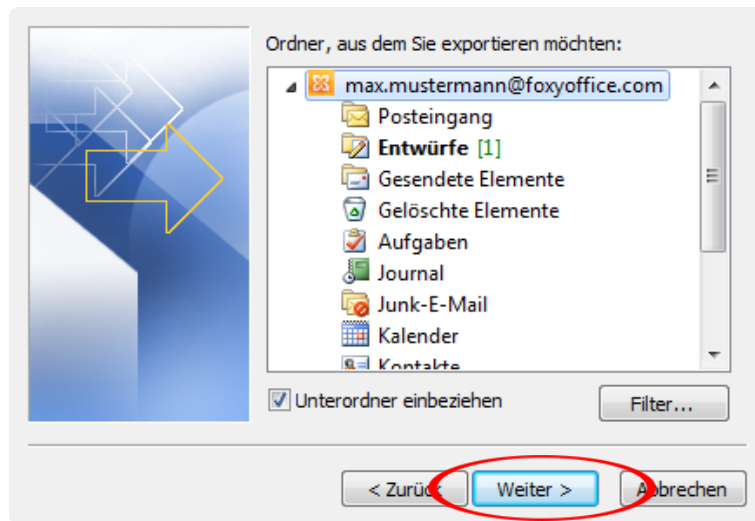 Ordner, aus dem Sie exportieren möchten:
max.mustermann@foxyoffice.com
Posteingang
Entwürfe [1]
Gesendete Elemente
Gelöschte Elemente
Aufgaben
Journal
Junk-E-Mail
Kalender
Kontakte
Unterordner einbeziehen
Filter...
< Zurück
Weiter >
Abbrechen